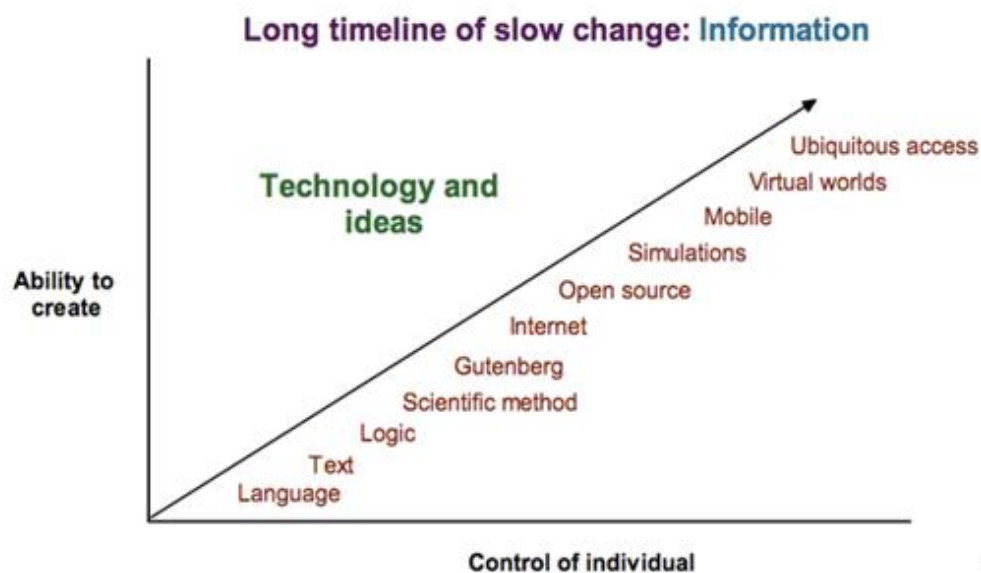 Long timeline of slow change: Information
Technology and
ideas
Ability to
create
Ubiquitous access
Virtual worlds
Mobile
Simulations
Open source
Internet
Gutenberg
Scientific method
Logic
Text
Language
Control of individual